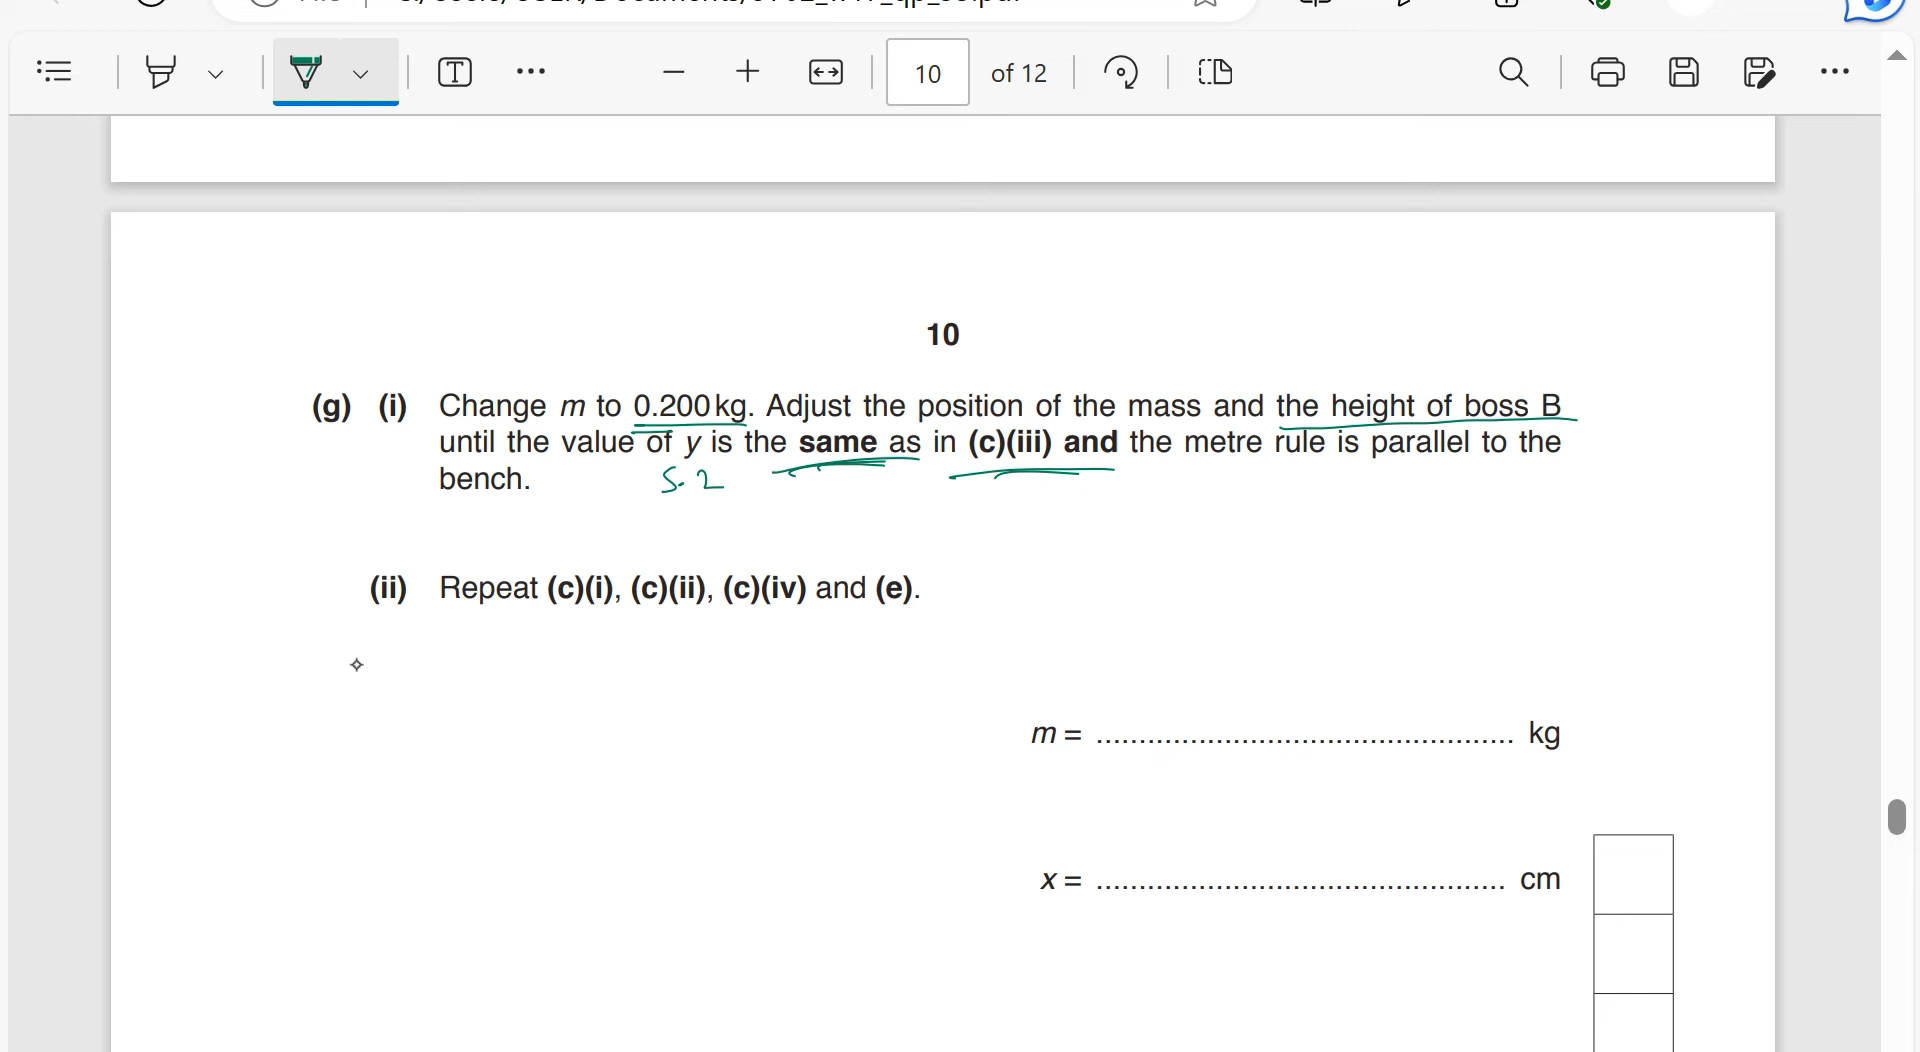 10 of 12
10
(g) (i) Change m to 0.200 kg. Adjust the position of the mass and the height of boss B
until the value of y is the same as in (c)(iii) and the metre rule is parallel to the
bench.
5.2
(ii) Repeat (c)(i), (c)(ii), (c)(iv) and (e).
m = .................................................. kg
x = .................................................. cm